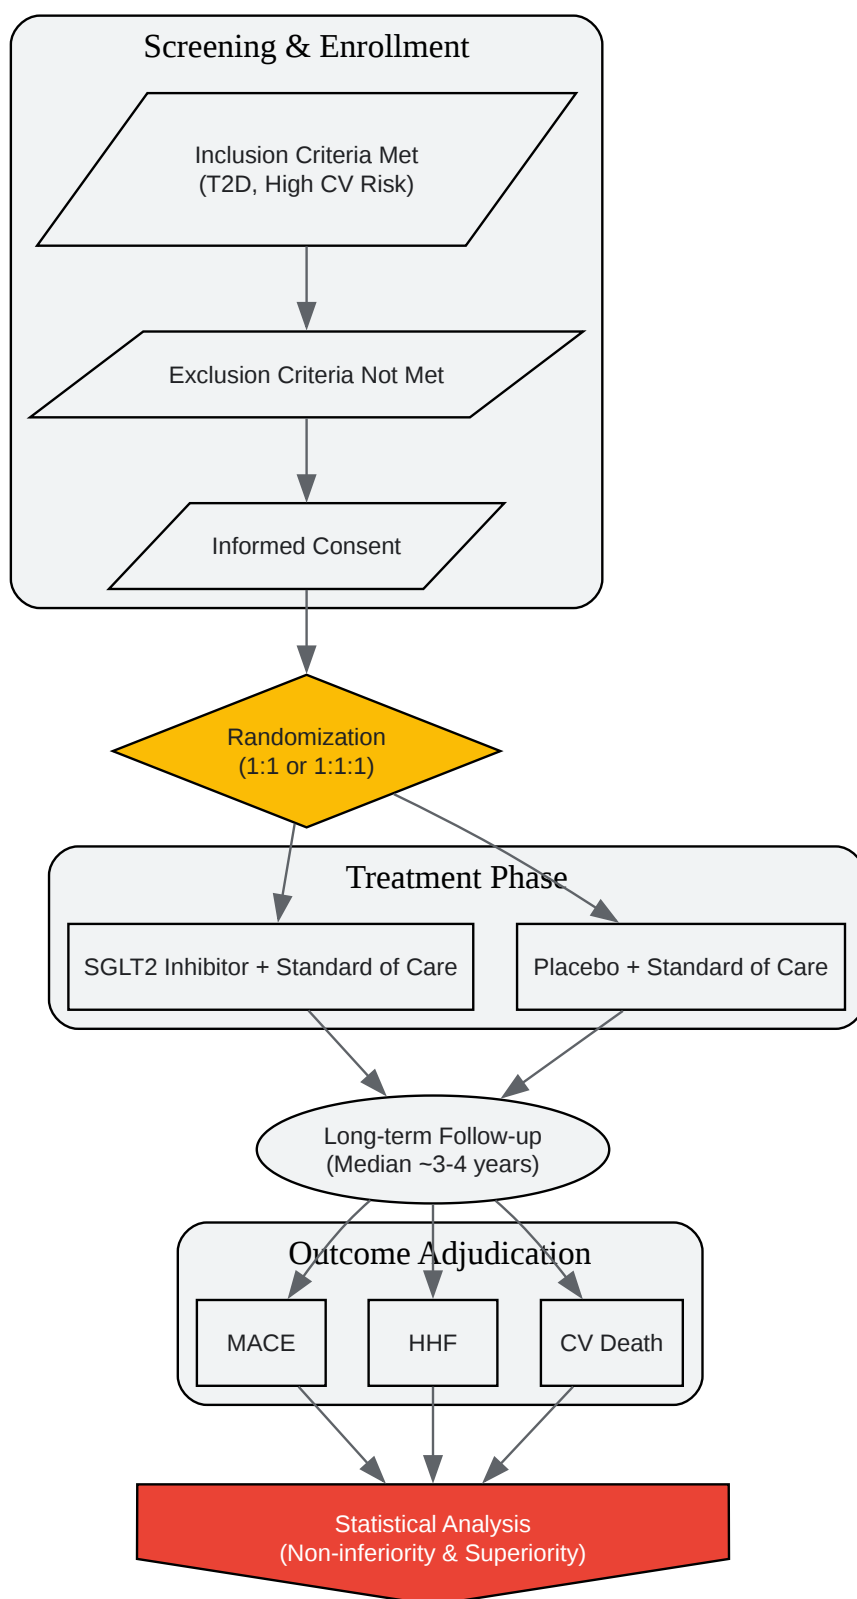 Screening & Enrollment
Inclusion Criteria Met
(T2D, High CV Risk)
Exclusion Criteria Not Met
Informed Consent
Randomization
(1:1 or 1:1:1)
Treatment Phase
SGLT2 Inhibitor + Standard of Care
Placebo + Standard of Care
Long-term Follow-up
(Median ~3-4 years)
Outcome Adjudication
MACE
HHF
CV Death
Statistical Analysis
(Non-inferiority & Superiority)